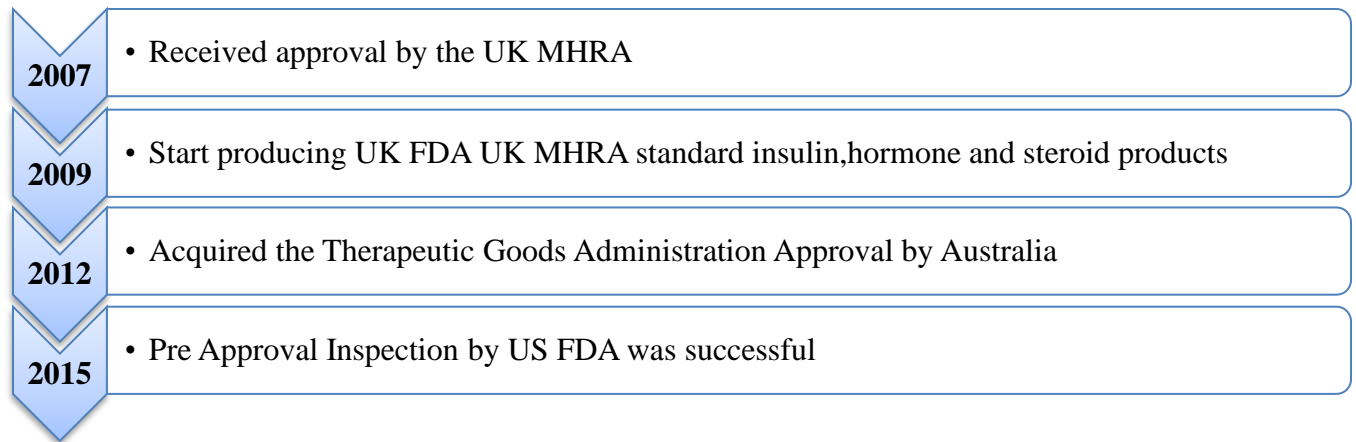 2007
• Received approval by the UK MHRA
2009
• Start producing UK FDA UK MHRA standard insulin,hormone and steroid products
2012
• Acquired the Therapeutic Goods Administration Approval by Australia
2015
• Pre Approval Inspection by US FDA was successful